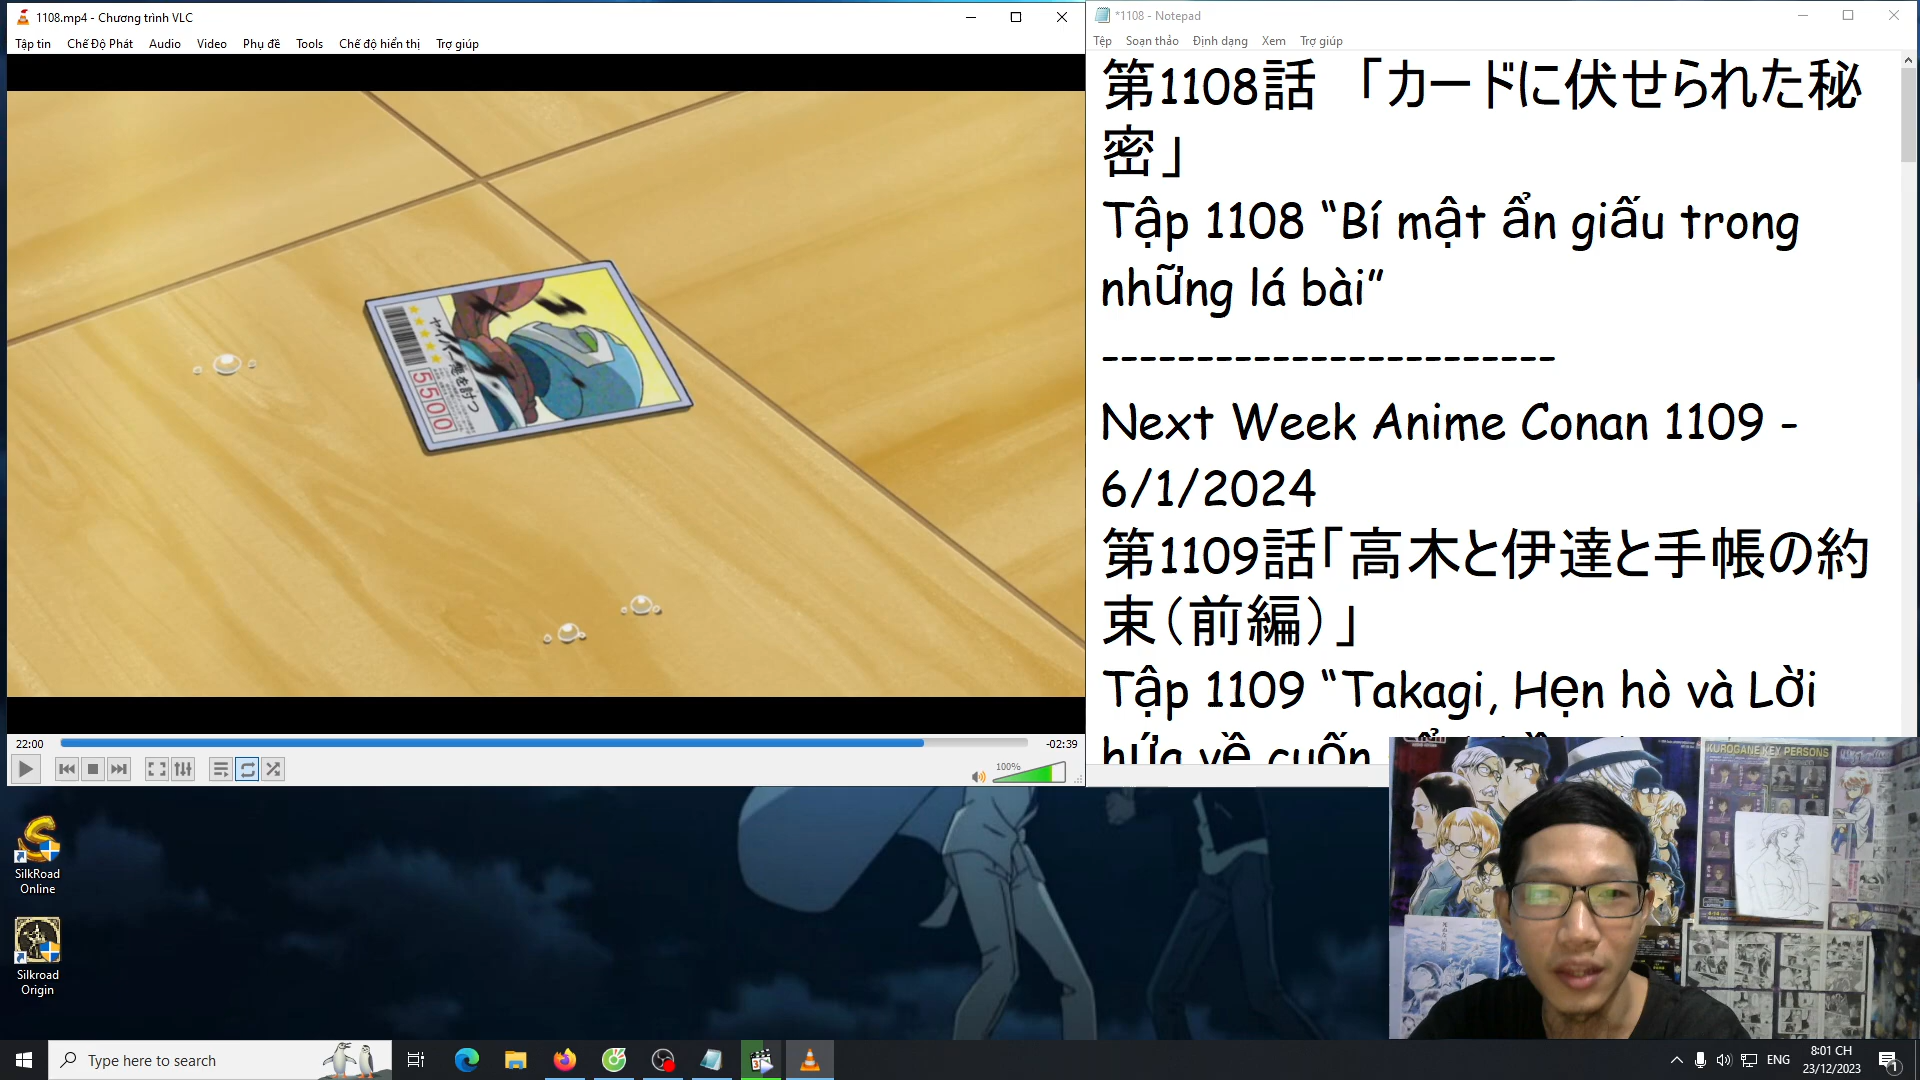 1108.mp4 - Chương trình VLC
Tập tin Chế Độ Phát Audio Video Phụ đề Tools Chế độ hiển thị Trợ giúp
5500
22:00
-02:39
100%
*1108 - Notepad
Tệp Soạn thảo Định dạng Xem Trợ giúp
第1108話 「カードに伏せられた秘
密」
Tập 1108 “Bí mật ẩn giấu trong
những lá bài”
------------------------
Next Week Anime Conan 1109 -
6/1/2024
第1109話「高木と伊達と手帳の約
束（前編）」
Tập 1109 “Takagi, Hẹn hò và Lời
hứa về cuốn
KUROGANE KEY PERSONS
SilkRoad
Online
Silkroad
Origin
Type here to search
ENG
8:01 CH
23/12/2023
1